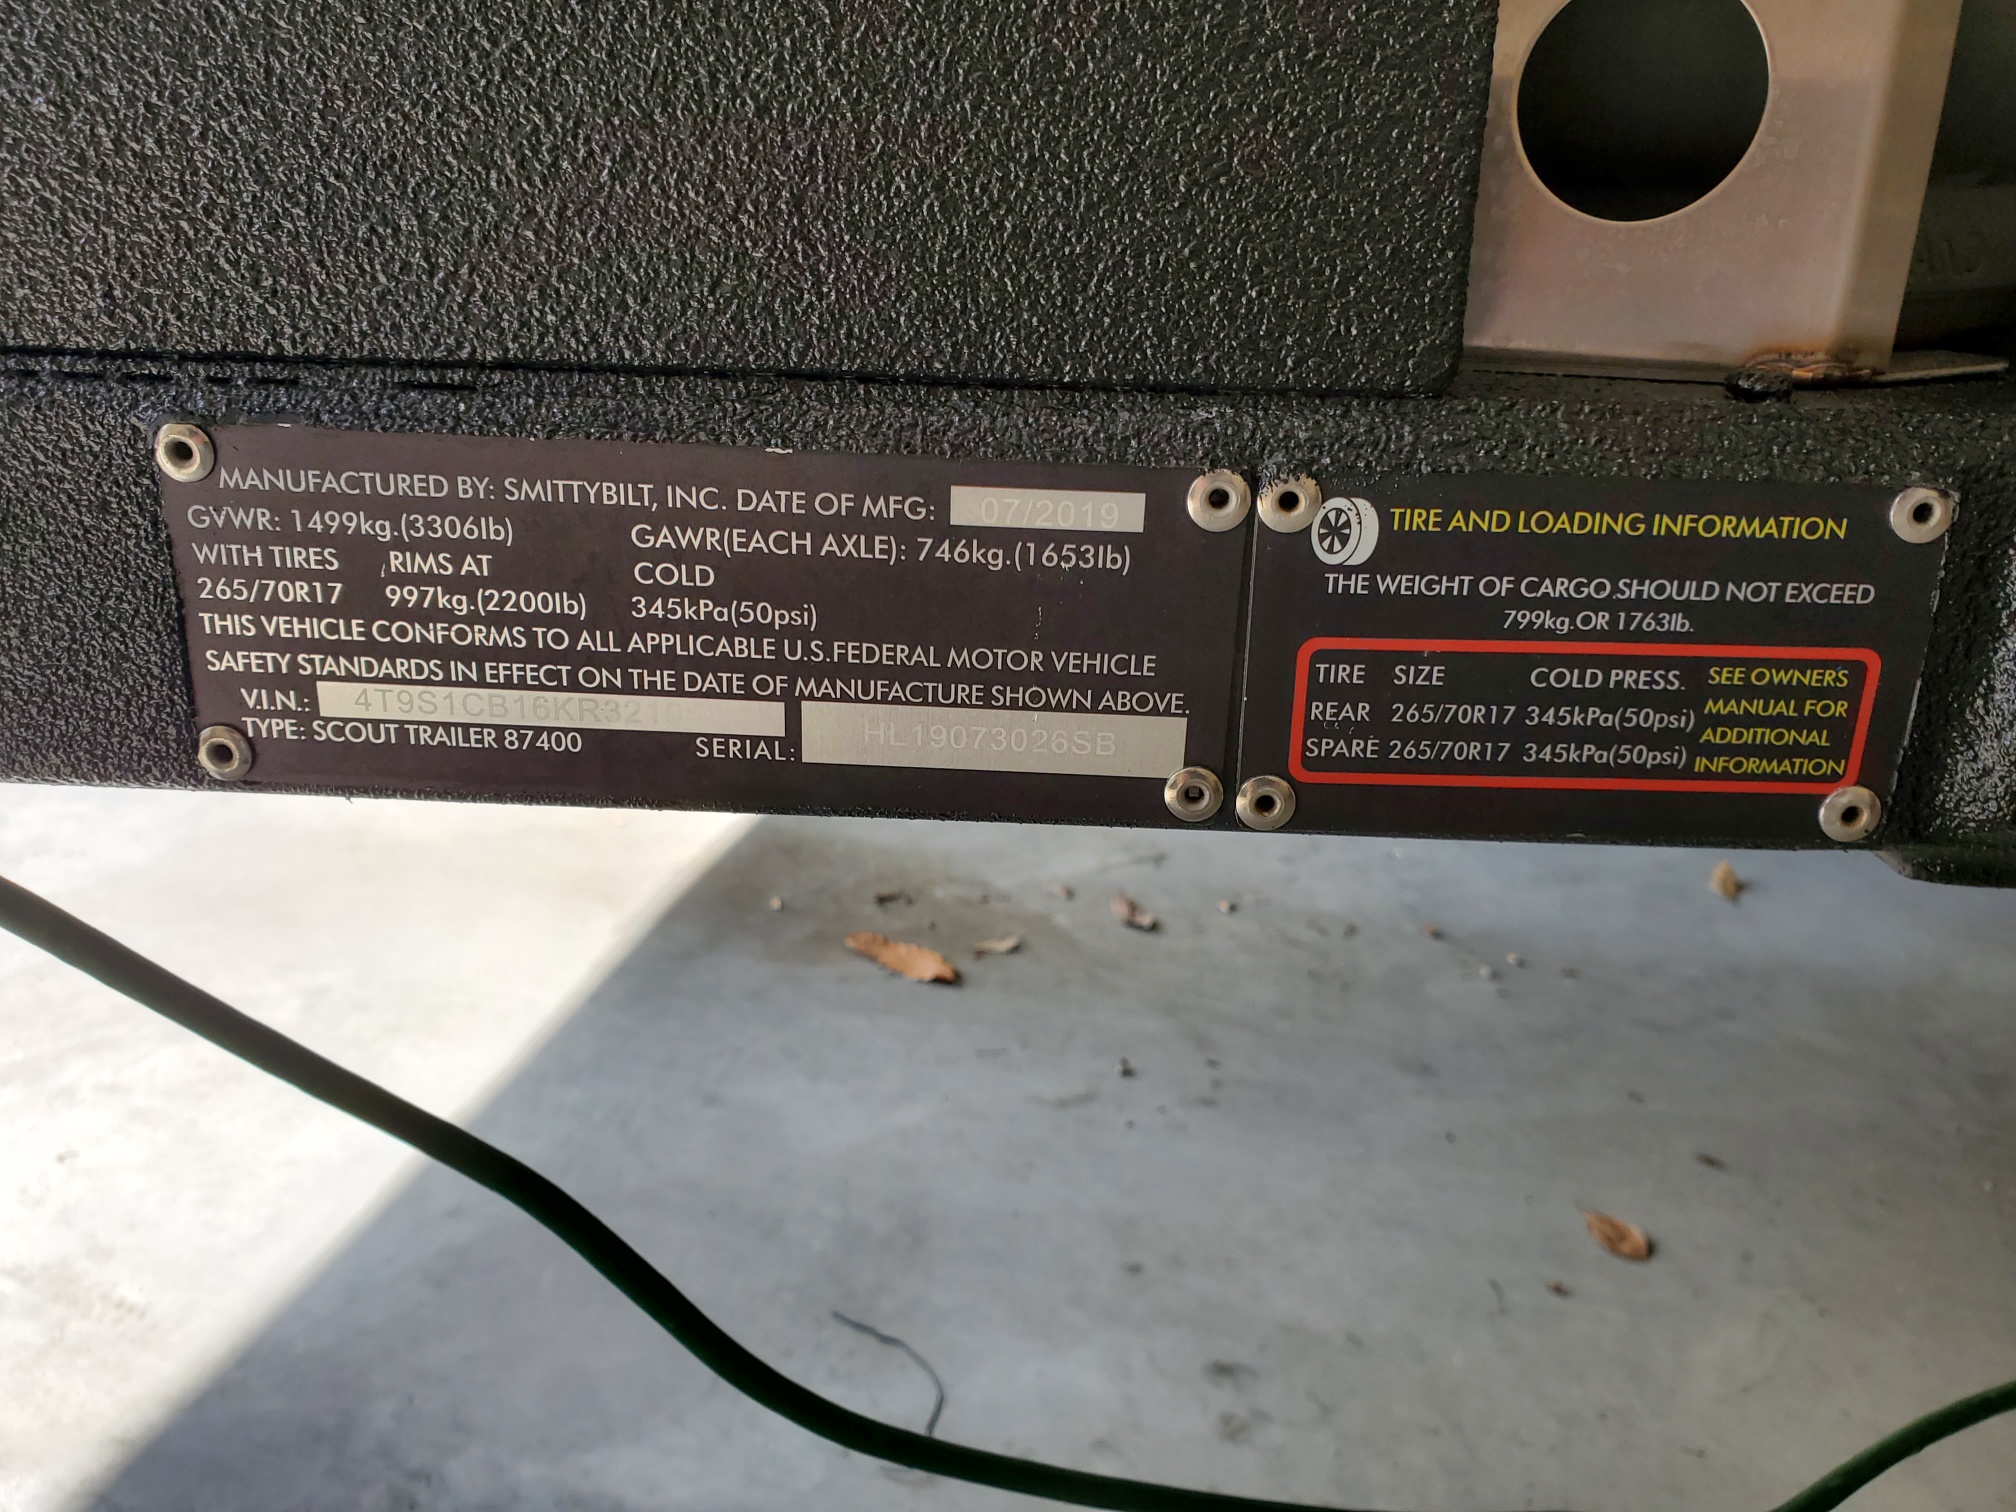 MANUFACTURED BY: SMITTYBILT, INC. DATE OF MFG: 07/2019
GVWR: 1499kg.(3306lb) GAWR(EACH AXLE): 746kg.(1653lb)
WITH TIRES RIMS AT COLD
265/70R17 997kg.(2200lb) 345kPa(50psi)
THIS VEHICLE CONFORMS TO ALL APPLICABLE U.S.FEDERAL MOTOR VEHICLE
SAFETY STANDARDS IN EFFECT ON THE DATE OF MANUFACTURE SHOWN ABOVE.
V.I.N.:
TYPE: SCOUT TRAILER 87400 SERIAL: HL19073026SB
TIRE AND LOADING INFORMATION
THE WEIGHT OF CARGO SHOULD NOT EXCEED
799kg.OR 1763lb.
TIRE SIZE COLD PRESS.
REAR 265/70R17 345kPa(50psi)
SPARE 265/70R17 345kPa(50psi)
SEE OWNERS
MANUAL FOR
ADDITIONAL
INFORMATION